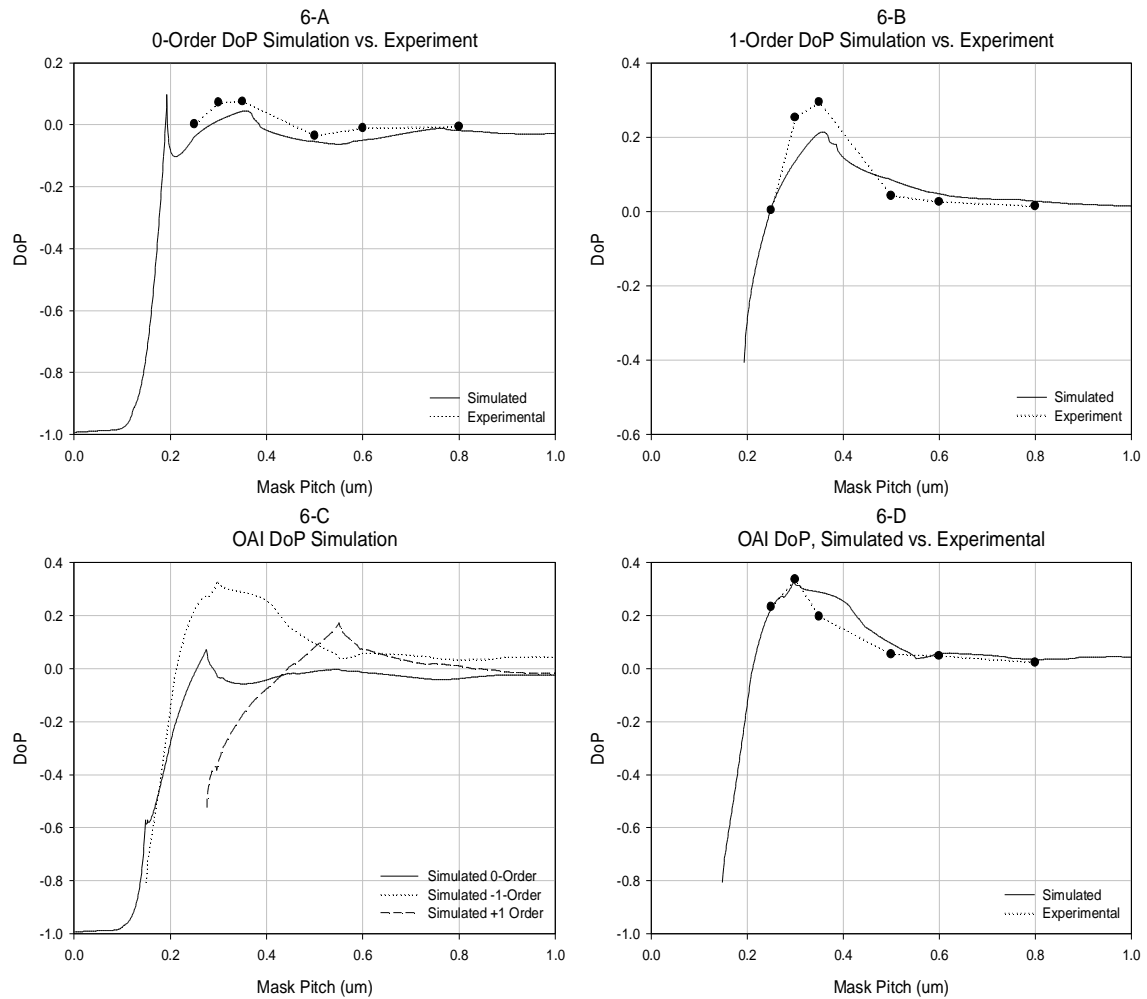 6-A
0-Order DoP Simulation vs. Experiment
0.2
0.0
-0.2
-0.4
-0.6
-0.8
-1.0
DoP
Simulated
Experimental
0.0 0.2 0.4 0.6 0.8 1.0
Mask Pitch (um)
6-B
1-Order DoP Simulation vs. Experiment
0.4
0.2
0.0
-0.2
-0.4
-0.6
DoP
Simulated
Experiment
0.0 0.2 0.4 0.6 0.8 1.0
Mask Pitch (um)
6-C
OAI DoP Simulation
0.4
0.2
0.0
-0.2
-0.4
-0.6
-0.8
-1.0
DoP
Simulated 0-Order
Simulated -1-Order
Simulated +1 Order
0.0 0.2 0.4 0.6 0.8 1.0
Mask Pitch (um)
6-D
OAI DoP, Simulated vs. Experimental
0.4
0.2
0.0
-0.2
-0.4
-0.6
-0.8
-1.0
DoP
Simulated
Experimental
0.0 0.2 0.4 0.6 0.8 1.0
Mask Pitch (um)